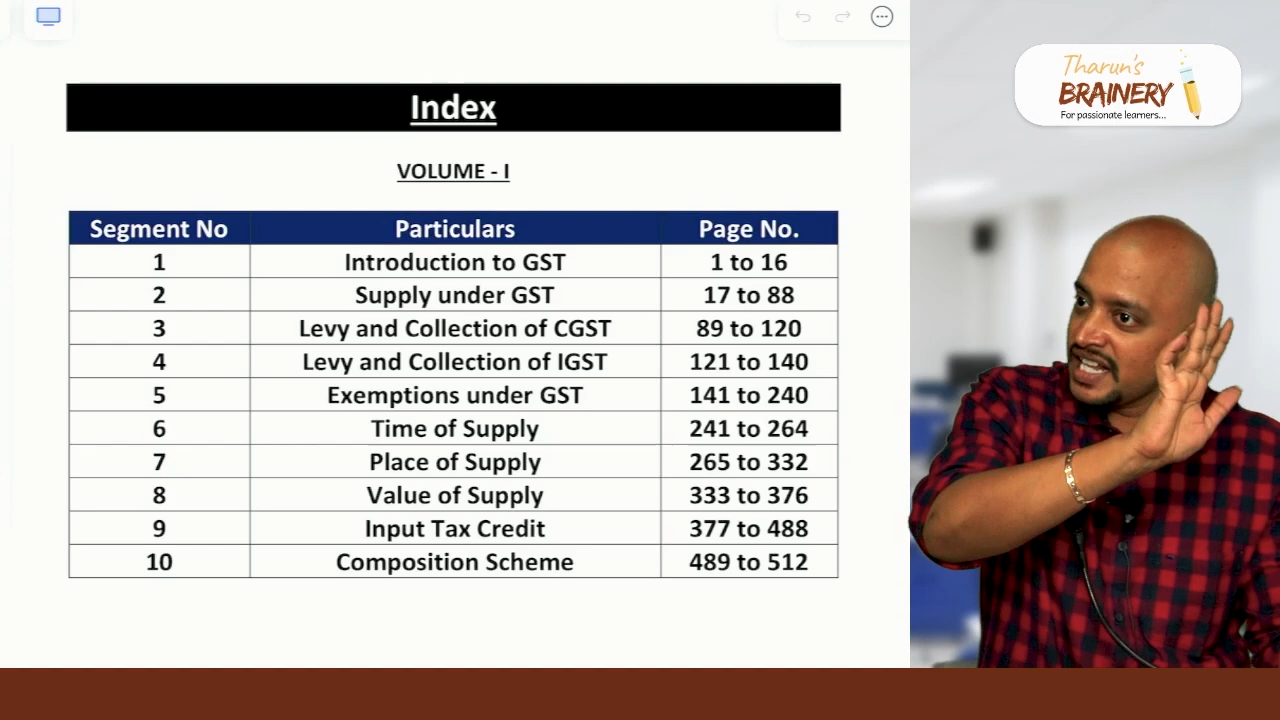 Index
VOLUME - I
Segment No Particulars Page No.
1 Introduction to GST 1 to 16
2 Supply under GST 17 to 88
3 Levy and Collection of CGST 89 to 120
4 Levy and Collection of IGST 121 to 140
5 Exemptions under GST 141 to 240
6 Time of Supply 241 to 264
7 Place of Supply 265 to 332
8 Value of Supply 333 to 376
9 Input Tax Credit 377 to 488
10 Composition Scheme 489 to 512
Tharun's
BRAINERY
For passionate learners...